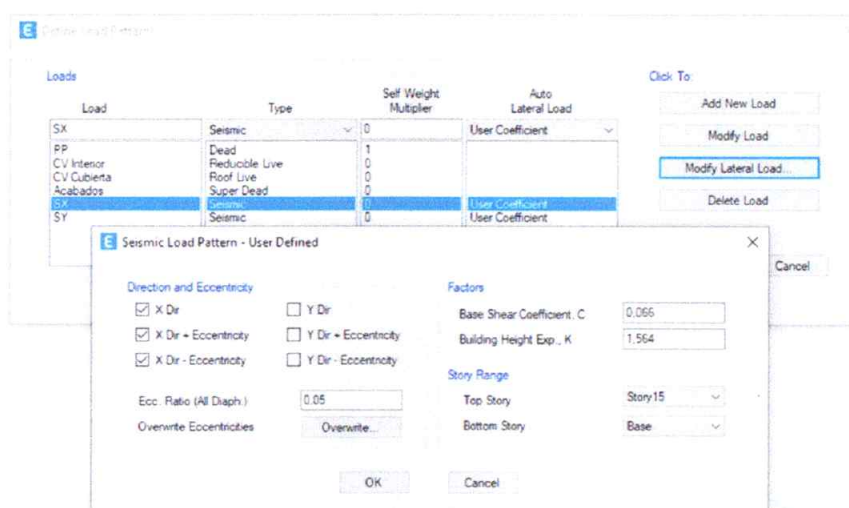 E Define Load Patterns
Loads
Click To:
Load Type Self Weight Multiplier Auto Lateral Load
SX Seismic 0 User Coefficient
PP Dead 1
CV Interior Reducible Live 0
CV Cubierta Roof Live 0
Acabados Super Dead 0
SX Seismic 0 User Coefficient
SY Seismic 0 User Coefficient
Add New Load
Modify Load
Modify Lateral Load...
Delete Load
Cancel
E Seismic Load Pattern - User Defined
Direction and Eccentricity
X Dir Y Dir
X Dir + Eccentricity Y Dir + Eccentricity
X Dir - Eccentricity Y Dir - Eccentricity
Ecc. Ratio (All Diaph.) 0.05
Overwrite Eccentricities Overwrite...
Factors
Base Shear Coefficient, C 0.066
Building Height Exp., K 1.564
Story Range
Top Story Story15
Bottom Story Base
OK Cancel